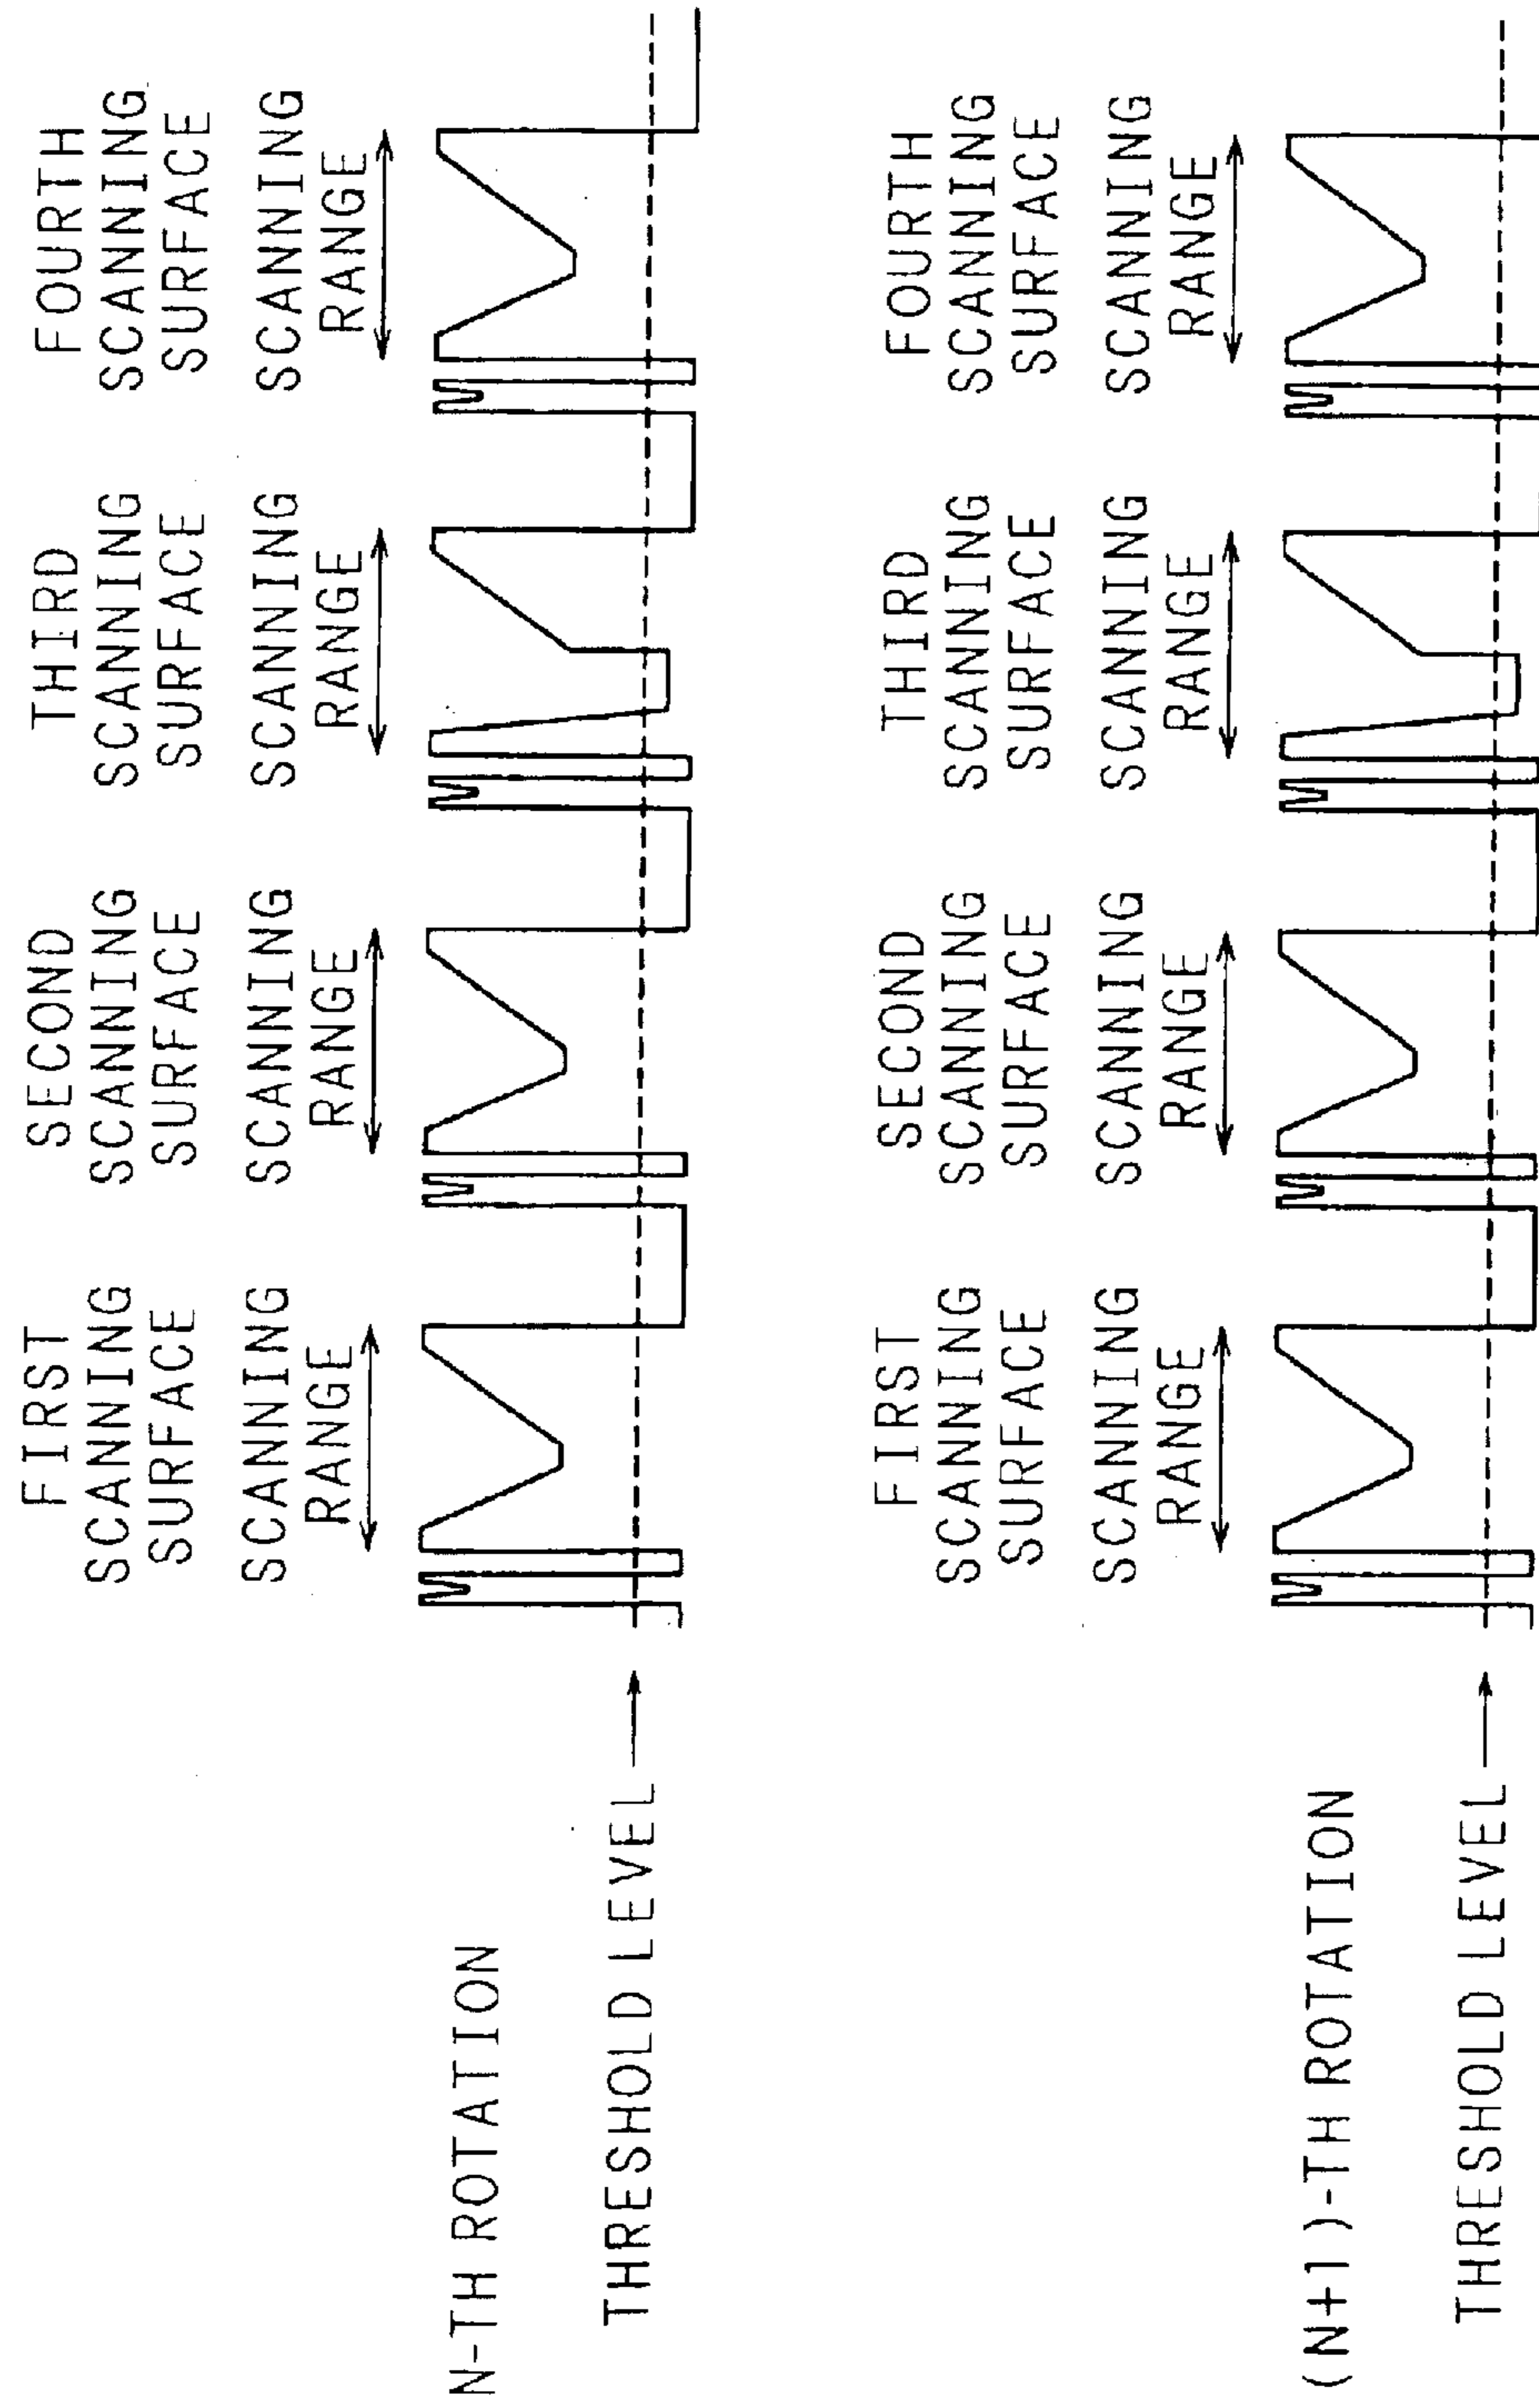 FIRST
SCANNING
SURFACE
SECOND
SCANNING
SURFACE
THIRD
SCANNING
SURFACE
FOURTH
SCANNING
SURFACE
SCANNING
RANGE
SCANNING
RANGE
SCANNING
RANGE
SCANNING
RANGE
N-TH ROTATION
THRESHOLD LEVEL
FIRST
SCANNING
SURFACE
SECOND
SCANNING
SURFACE
THIRD
SCANNING
SURFACE
FOURTH
SCANNING
SURFACE
SCANNING
RANGE
SCANNING
RANGE
SCANNING
RANGE
SCANNING
RANGE
(N+1)-TH ROTATION
THRESHOLD LEVEL